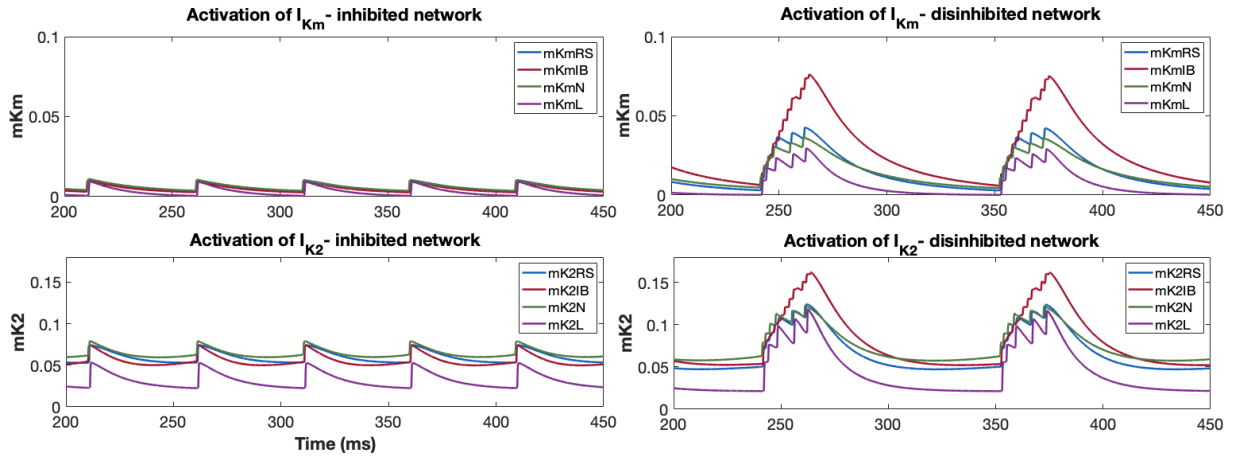 Activation of I_Km- inhibited network
mKm
0.1
0.05
0
200 250 300 350 400 450
mKmRS
mKmIB
mKmN
mKmL
Activation of I_Km- disinhibited network
mKm
0.1
0.05
0
200 250 300 350 400 450
mKmRS
mKmIB
mKmN
mKmL
Activation of I_K2- inhibited network
mK2
0.15
0.1
0.05
0
200 250 300 350 400 450
Time (ms)
mK2RS
mK2IB
mK2N
mK2L
Activation of I_K2- disinhibited network
mK2
0.15
0.1
0.05
0
200 250 300 350 400 450
mK2RS
mK2IB
mK2N
mK2L